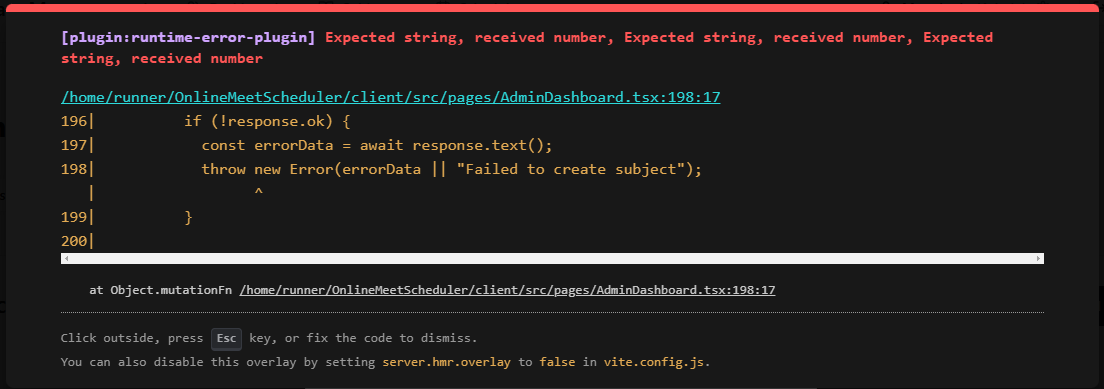 [plugin:runtime-error-plugin] Expected string, received number, Expected string, received number, Expected
string, received number
/home/runner/OnlineMeetScheduler/client/src/pages/AdminDashboard.tsx:198:17
196|          if (!response.ok) {
197|            const errorData = await response.text();
198|            throw new Error(errorData || "Failed to create subject");
   |                  ^
199|          }
200|
at Object.mutationFn /home/runner/OnlineMeetScheduler/client/src/pages/AdminDashboard.tsx:198:17
Click outside, press Esc key, or fix the code to dismiss.
You can also disable this overlay by setting server.hmr.overlay to false in vite.config.js.